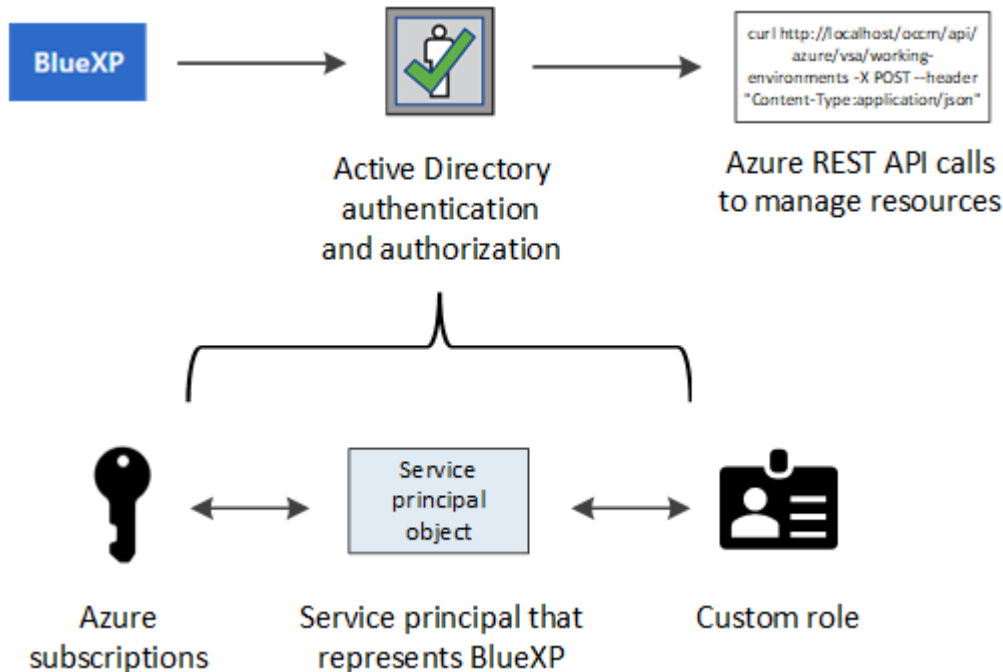 BlueXP
curl http://localhost/occm/api/
azure/vsa/working-
environments -X POST --header
"Content-Type:application/json"
Active Directory
authentication
and authorization
Azure REST API calls
to manage resources
Service
principal
object
Azure
subscriptions
Service principal that
represents BlueXP
Custom role